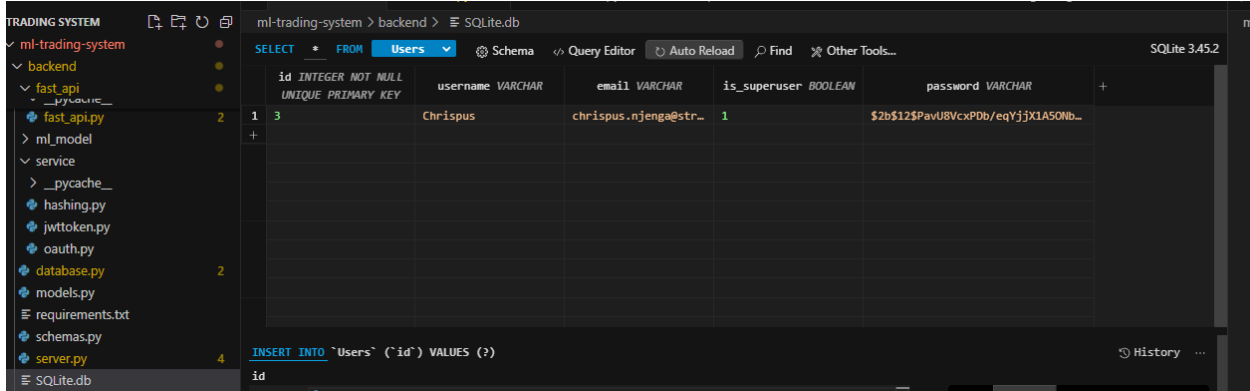 TRADING SYSTEM
ml-trading-system
backend
fast_api
__pycache__
fast_api.py 2
ml_model
service
__pycache__
hashing.py
jwttoken.py
oauth.py
database.py 2
models.py
requirements.txt
schemas.py
server.py 4
SQLite.db
ml-trading-system > backend > SQLite.db
SELECT * FROM Users Schema Query Editor Auto Reload Find Other Tools... SQLite 3.45.2
id INTEGER NOT NULL UNIQUE PRIMARY KEY username VARCHAR email VARCHAR is_superuser BOOLEAN password VARCHAR +
1 3 Chrispus chrispus.njenga@str… 1 $2b$12$PavU8VcxPDb/eqYjjX1A5ONb…
+
INSERT INTO `Users` (`id`) VALUES (?) History ...
id